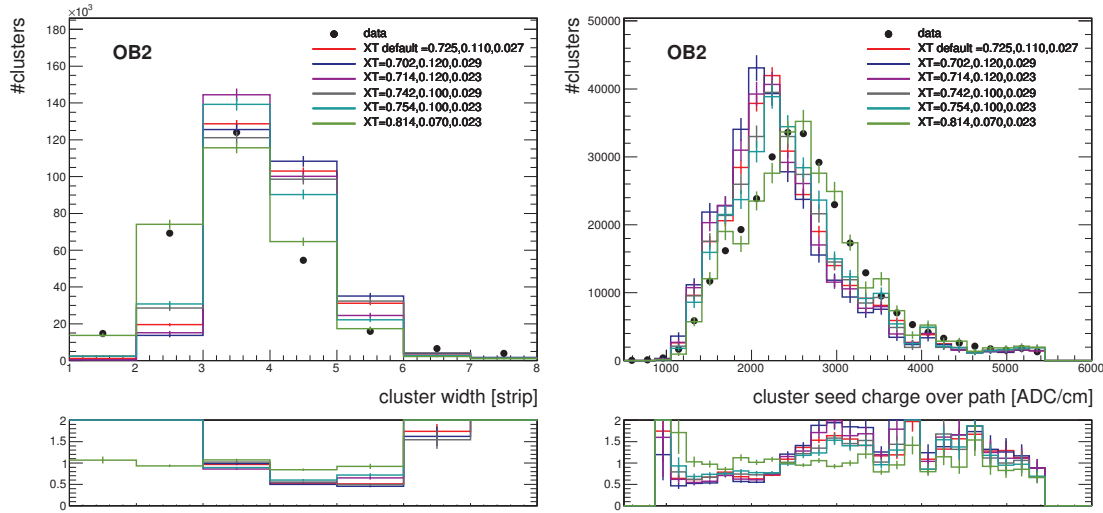 ×10³
180
160
140
120
100
80
60
40
20
0
#clusters
OB2
data
XT default =0.725,0.110,0.027
XT=0.702,0.120,0.029
XT=0.714,0.120,0.023
XT=0.742,0.100,0.029
XT=0.754,0.100,0.023
XT=0.814,0.070,0.023
1 2 3 4 5 6 7 8
cluster width [strip]
2
1.5
1
0.5
0
50000
40000
30000
20000
10000
0
#clusters
OB2
data
XT default =0.725,0.110,0.027
XT=0.702,0.120,0.029
XT=0.714,0.120,0.023
XT=0.742,0.100,0.029
XT=0.754,0.100,0.023
XT=0.814,0.070,0.023
1000 2000 3000 4000 5000 6000
cluster seed charge over path [ADC/cm]
2
1.5
1
0.5
0